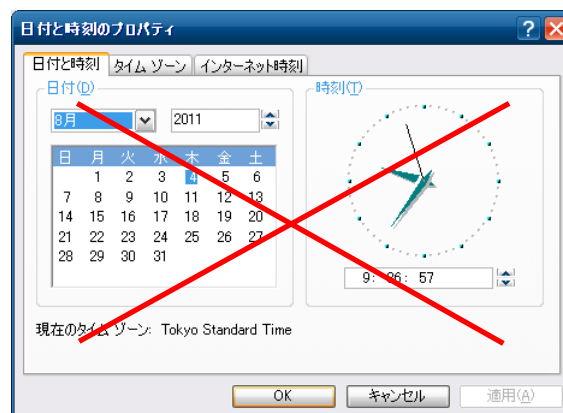 日付と時刻のプロパティ
日付と時刻 タイム ゾーン インターネット時刻
日付(D)
時刻(T)
8月 2011
日 月 火 水 木 金 土
1 2 3 4 5 6
7 8 9 10 11 12 13
14 15 16 17 18 19 20
21 22 23 24 25 26 27
28 29 30 31
9: 36: 57
現在のタイム ゾーン: Tokyo Standard Time
OK キャンセル 適用(A)